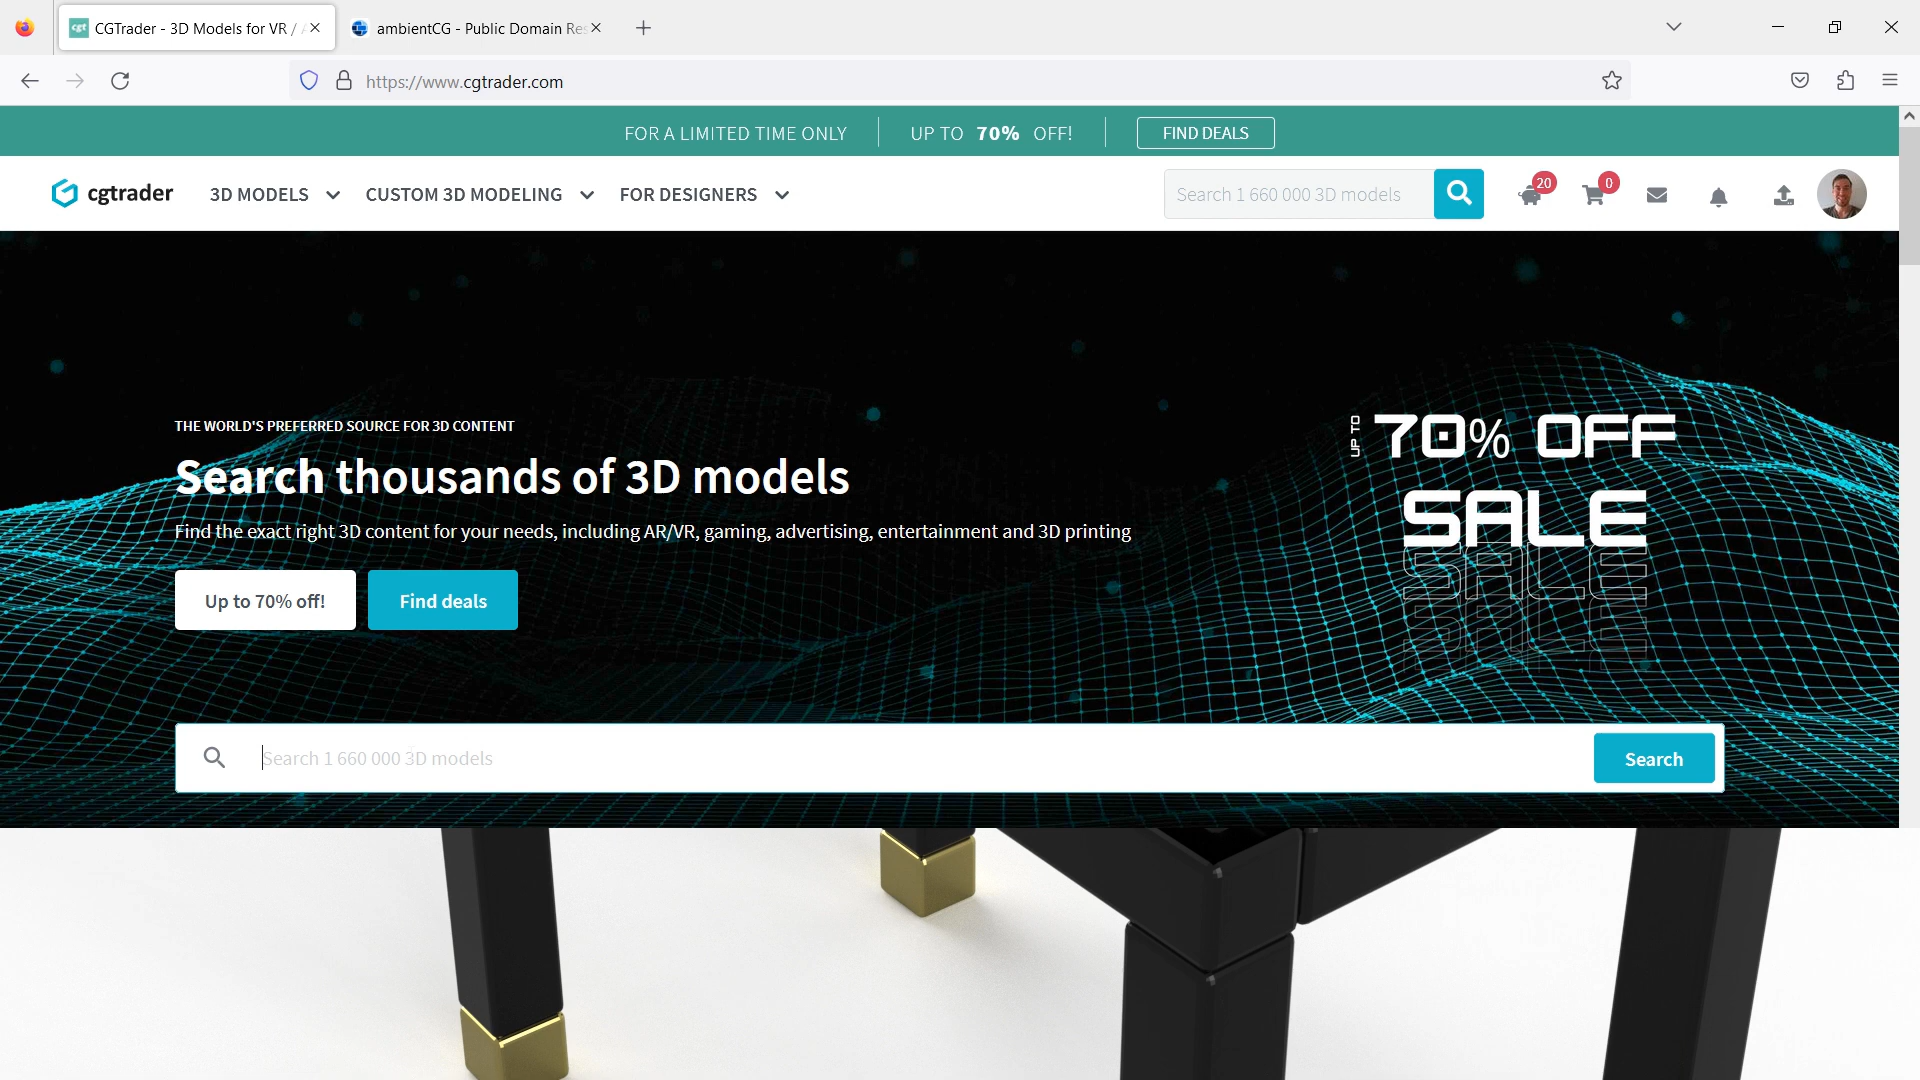 CGTrader - 3D Models for VR /
ambientCG - Public Domain Res
https://www.cgtrader.com
FOR A LIMITED TIME ONLY
UP TO 70% OFF!
FIND DEALS
cgt
cgtrader
3D MODELS
CUSTOM 3D MODELING
FOR DESIGNERS
Search 1 660 000 3D models
20
0
THE WORLD'S PREFERRED SOURCE FOR 3D CONTENT
Search thousands of 3D models
Find the exact right 3D content for your needs, including AR/VR, gaming, advertising, entertainment and 3D printing
Up to 70% off!
Find deals
UP TO 70% OFF
SALE
SALE
SALE
Search 1 660 000 3D models
Search